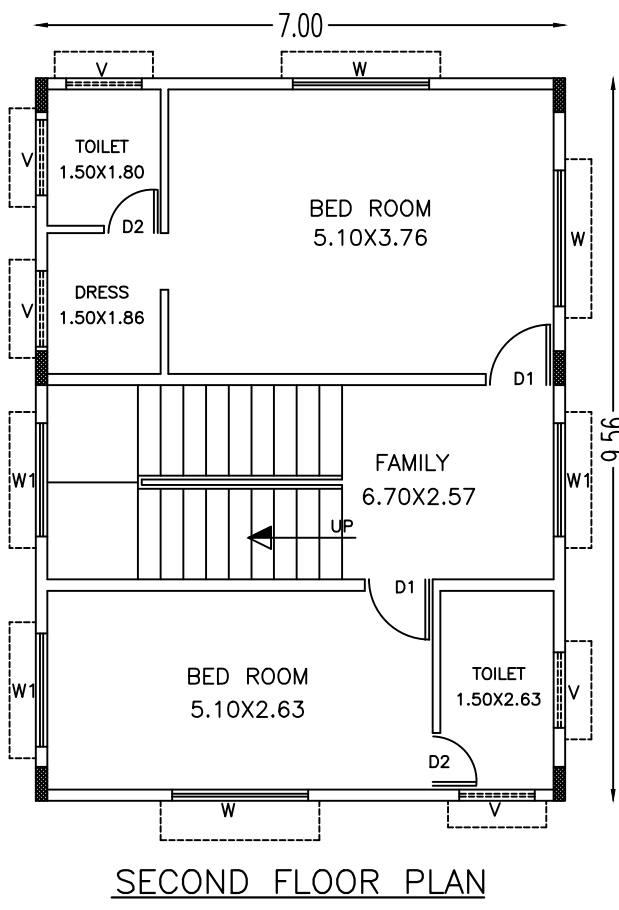 7.00
V
W
V
TOILET
1.50X1.80
D2
BED ROOM
5.10X3.76
W
V
DRESS
1.50X1.86
D1
9.56
W1
FAMILY
6.70X2.57
W1
UP
D1
W1
BED ROOM
5.10X2.63
TOILET
1.50X2.63
V
D2
W
V
SECOND FLOOR PLAN